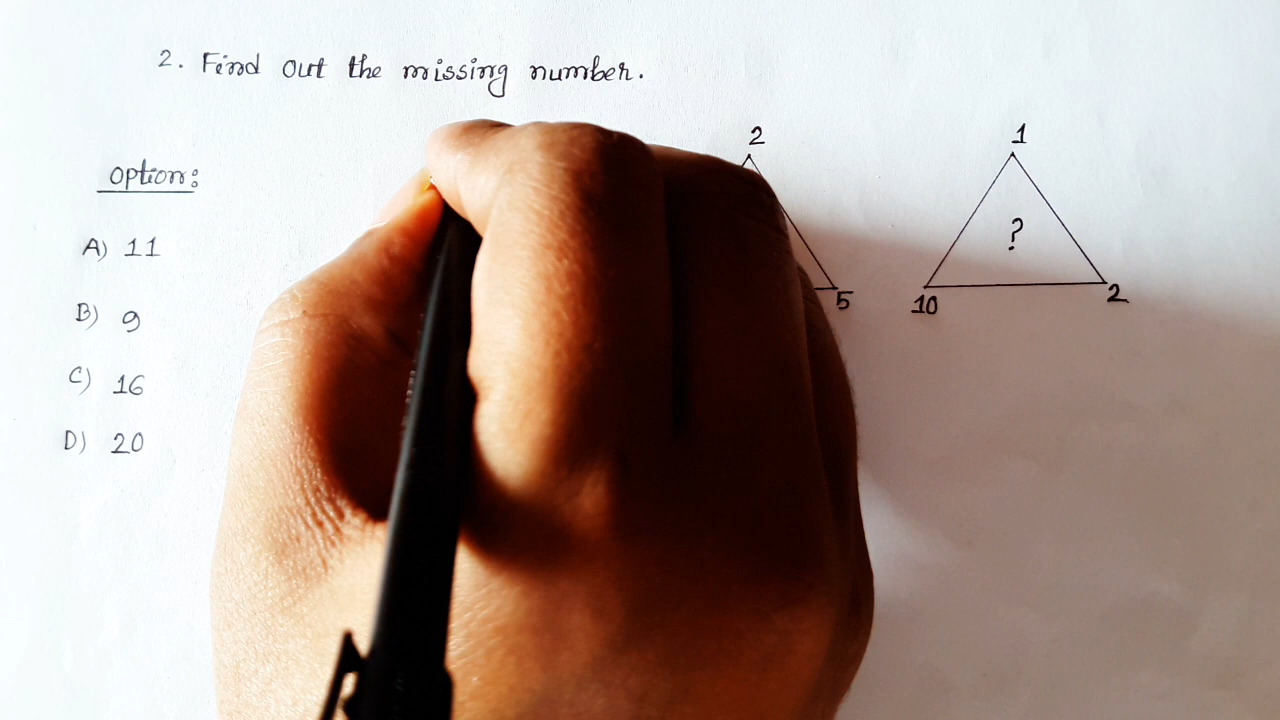 2. Find out the missing number.
option:
A) 11
B) 9
C) 16
D) 20
2
5
1
?
10
2